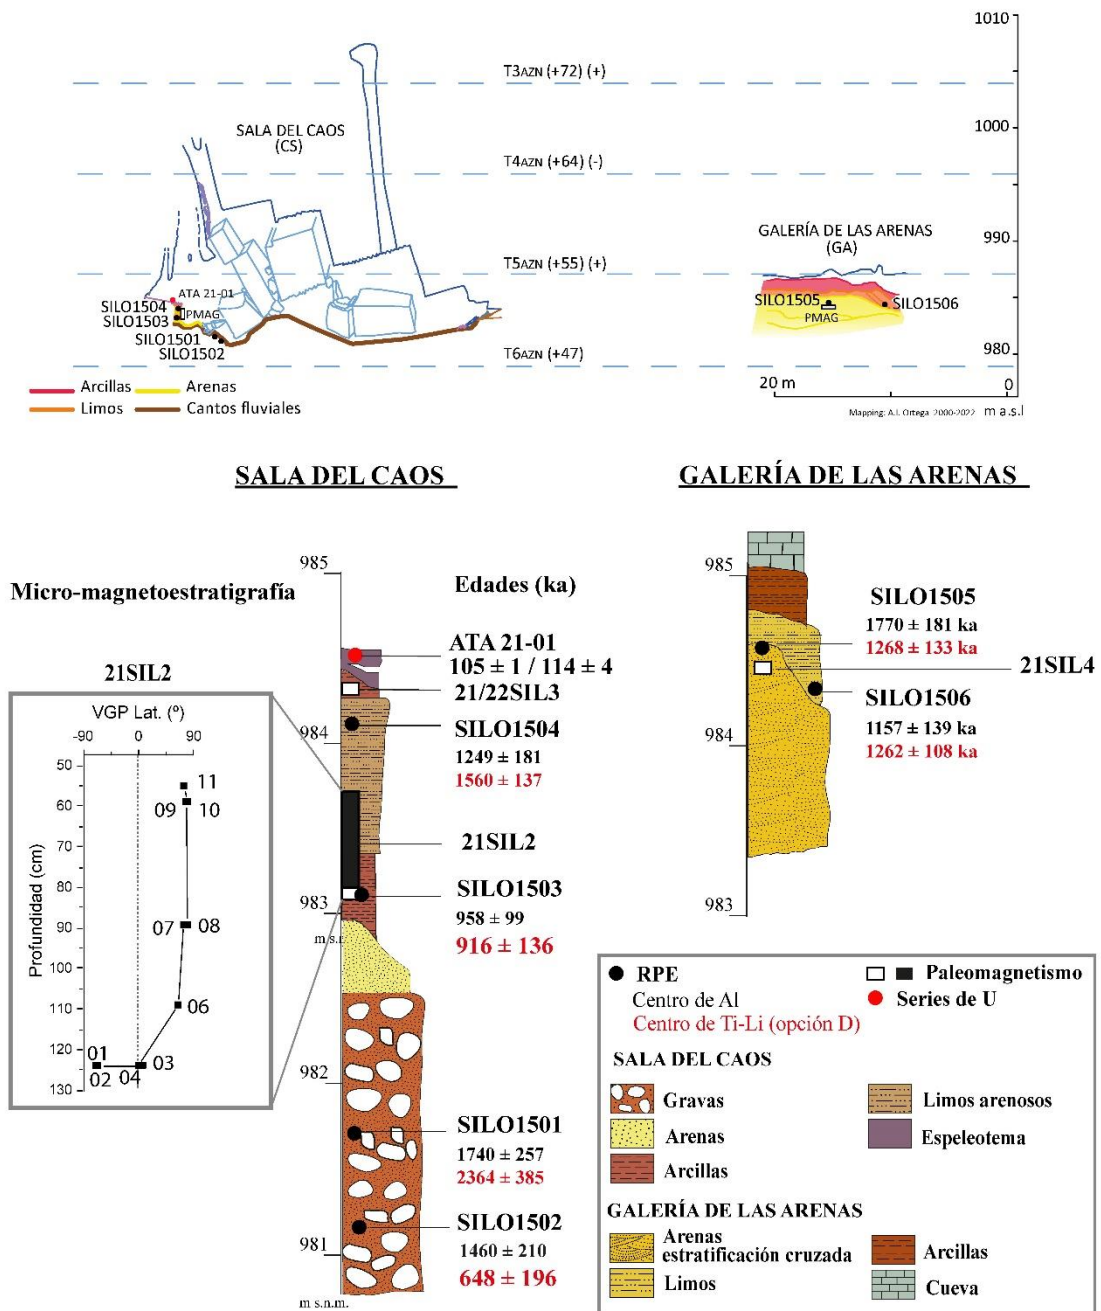 1010
T3AZN (+72) (+)
SALA DEL CAOS
(CS)
1000
T4AZN (+64) (-)
990
GALERÍA DE LAS ARENAS
(GA)
T5AZN (+55) (+)
ATA 21-01
SILO1504
PMAG
SILO1503
SILO1501
SILO1502
SILO1505
SILO1506
PMAG
980
T6AZN (+47)
20 m
0
Arcillas
Arenas
Limos
Cantos fluviales
Mapping: A.I. Ortega 2000-2022
m a.s.l
SALA DEL CAOS
GALERÍA DE LAS ARENAS
Micro-magnetoestratigrafía
985
Edades (ka)
ATA 21-01
105 ± 1 / 114 ± 4
21/22SIL3
SILO1504
984
1249 ± 181
1560 ± 137
21SIL2
SILO1503
983
958 ± 99
916 ± 136
982
SILO1501
1740 ± 257
2364 ± 385
SILO1502
981
1460 ± 210
648 ± 196
m s.n.m.
21SIL2
VGP Lat. (º)
-90
0
90
Profundidad (cm)
50
60
70
80
90
100
110
120
130
11
09
10
07
08
06
01
02
04
03
985
SILO1505
1770 ± 181 ka
1268 ± 133 ka
21SIL4
SILO1506
984
1157 ± 139 ka
1262 ± 108 ka
983
RPE
Paleomagnetismo
Centro de Al
Series de U
Centro de Ti-Li (opción D)
SALA DEL CAOS
Gravas
Limos arenosos
Arenas
Espeleotema
Arcillas
GALERÍA DE LAS ARENAS
Arenas
estratificación cruzada
Arcillas
Limos
Cueva